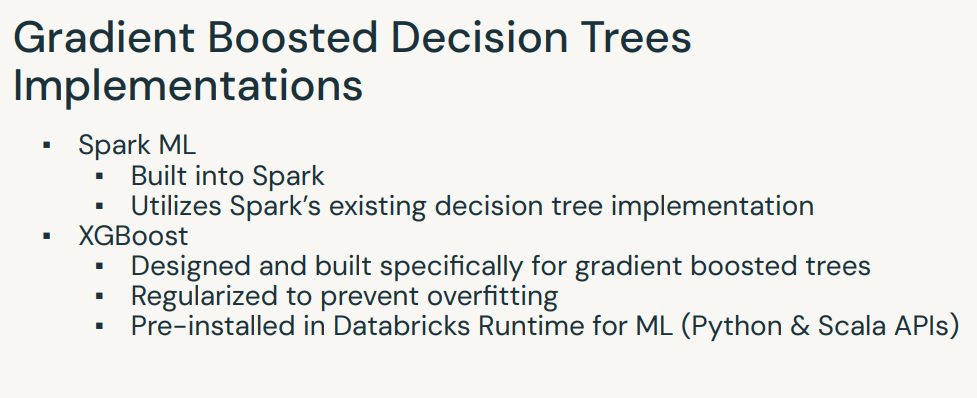 Gradient Boosted Decision Trees
Implementations
▪ Spark ML
▪ Built into Spark
▪ Utilizes Spark’s existing decision tree implementation
▪ XGBoost
▪ Designed and built specifically for gradient boosted trees
▪ Regularized to prevent overfitting
▪ Pre-installed in Databricks Runtime for ML (Python & Scala APIs)